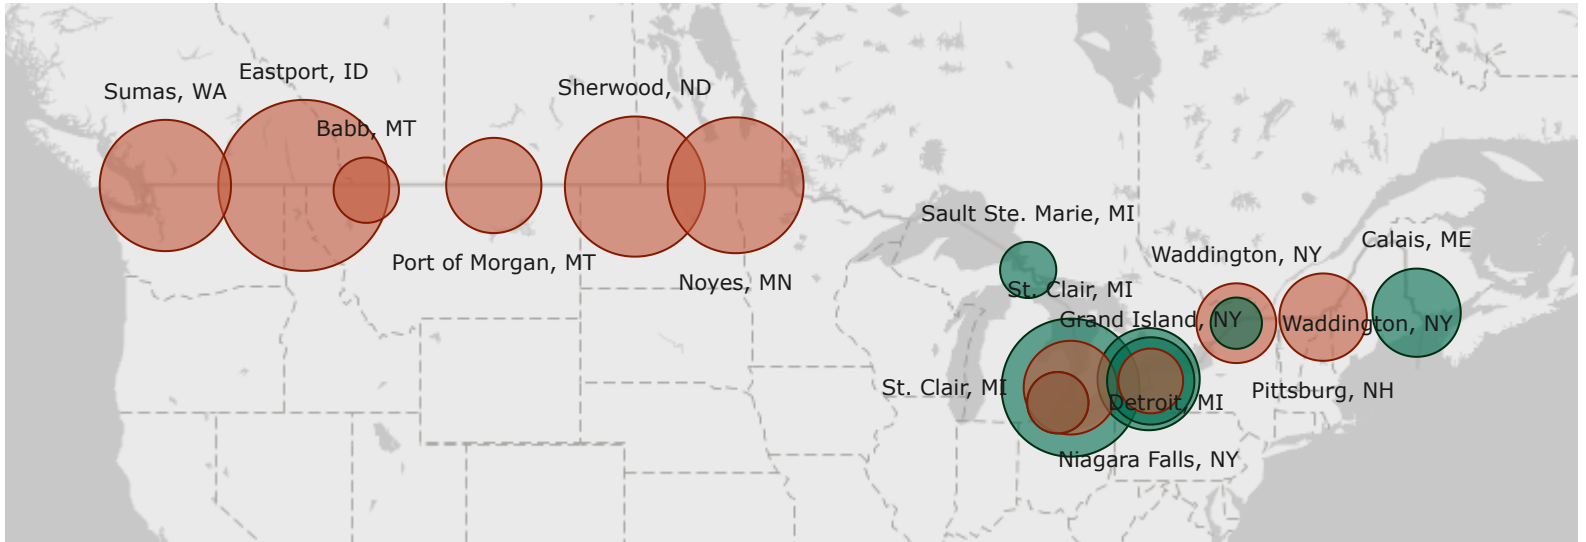 Eastport, ID
Sumas, WA
Sherwood, ND
Babb, MT
Port of Morgan, MT
Noyes, MN
Sault Ste. Marie, MI
Waddington, NY
Calais, ME
St. Clair, MI
Grand Island, NY
Waddington, NY
St. Clair, MI
Detroit, MI
Pittsburg, NH
Niagara Falls, NY